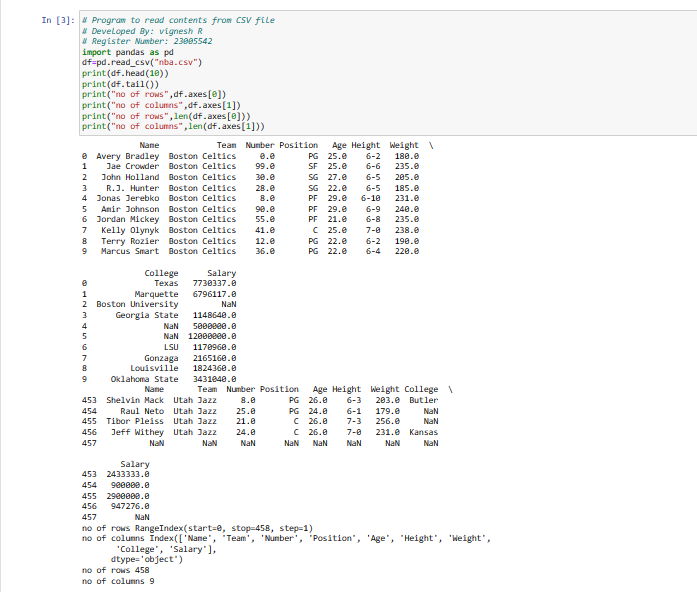 In [3]: # Program to read contents from CSV file
# Developed By: vignesh R
# Register Number: 23005542
import pandas as pd
df=pd.read_csv("nba.csv")
print(df.head(10))
print(df.tail())
print("no of rows",df.axes[0])
print("no of columns",df.axes[1])
print("no of rows",len(df.axes[0]))
print("no of columns",len(df.axes[1]))
Name Team Number Position Age Height Weight \
0 Avery Bradley Boston Celtics 0.0 PG 25.0 6-2 180.0
1 Jae Crowder Boston Celtics 99.0 SF 25.0 6-6 235.0
2 John Holland Boston Celtics 30.0 SG 27.0 6-5 205.0
3 R.J. Hunter Boston Celtics 28.0 SG 22.0 6-5 185.0
4 Jonas Jerebko Boston Celtics 8.0 PF 29.0 6-10 231.0
5 Amir Johnson Boston Celtics 90.0 PF 29.0 6-9 240.0
6 Jordan Mickey Boston Celtics 55.0 PF 21.0 6-8 235.0
7 Kelly Olynyk Boston Celtics 41.0 C 25.0 7-0 238.0
8 Terry Rozier Boston Celtics 12.0 PG 22.0 6-2 190.0
9 Marcus Smart Boston Celtics 36.0 PG 22.0 6-4 220.0
College Salary
0 Texas 7730337.0
1 Marquette 6796117.0
2 Boston University NaN
3 Georgia State 1148640.0
4 NaN 5000000.0
5 NaN 12000000.0
6 LSU 1170960.0
7 Gonzaga 2165160.0
8 Louisville 1824360.0
9 Oklahoma State 3431040.0
Name Team Number Position Age Height Weight College \
453 Shelvin Mack Utah Jazz 8.0 PG 26.0 6-3 203.0 Butler
454 Raul Neto Utah Jazz 25.0 PG 24.0 6-1 179.0 NaN
455 Tibor Pleiss Utah Jazz 21.0 C 26.0 7-3 256.0 NaN
456 Jeff Withey Utah Jazz 24.0 C 26.0 7-0 231.0 Kansas
457 NaN NaN NaN NaN NaN NaN NaN NaN
Salary
453 2433333.0
454 900000.0
455 2900000.0
456 947276.0
457 NaN
no of rows RangeIndex(start=0, stop=458, step=1)
no of columns Index(['Name', 'Team', 'Number', 'Position', 'Age', 'Height', 'Weight',
'College', 'Salary'],
dtype='object')
no of rows 458
no of columns 9